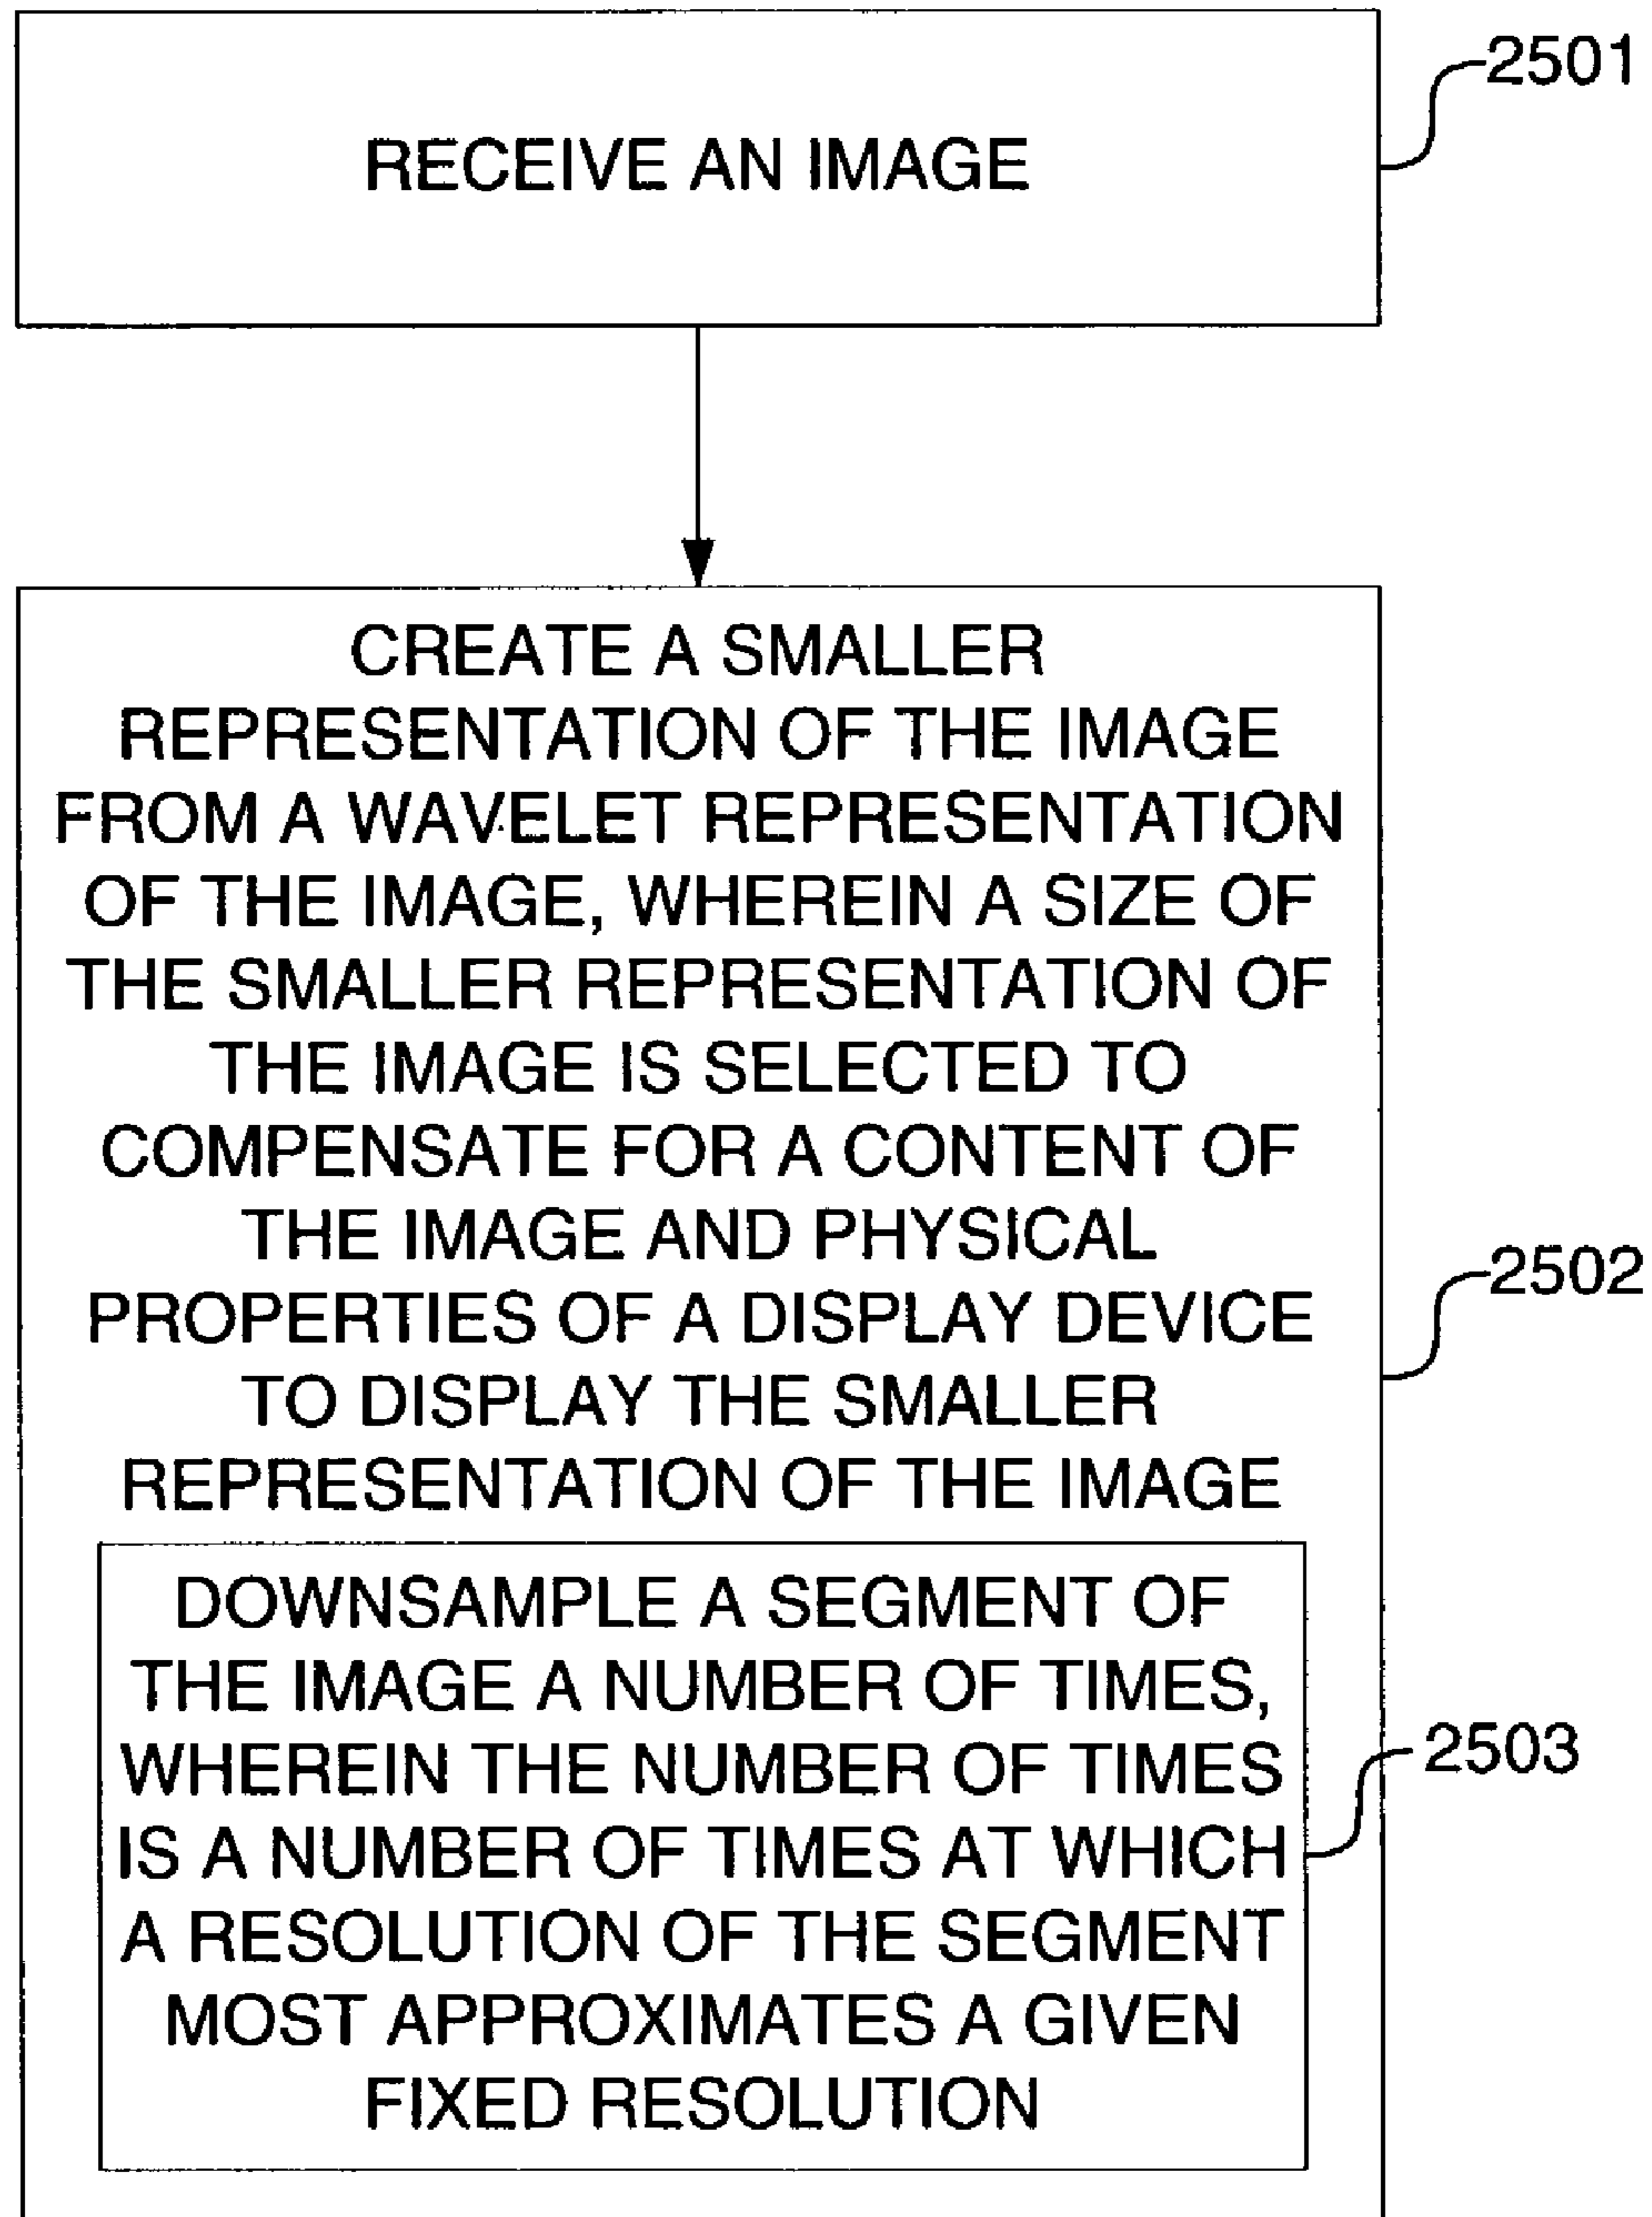 2501
RECEIVE AN IMAGE
CREATE A SMALLER
REPRESENTATION OF THE IMAGE
FROM A WAVELET REPRESENTATION
OF THE IMAGE, WHEREIN A SIZE OF
THE SMALLER REPRESENTATION OF
THE IMAGE IS SELECTED TO
COMPENSATE FOR A CONTENT OF
THE IMAGE AND PHYSICAL
PROPERTIES OF A DISPLAY DEVICE
TO DISPLAY THE SMALLER
REPRESENTATION OF THE IMAGE
2502
DOWNSAMPLE A SEGMENT OF
THE IMAGE A NUMBER OF TIMES,
WHEREIN THE NUMBER OF TIMES
IS A NUMBER OF TIMES AT WHICH
A RESOLUTION OF THE SEGMENT
MOST APPROXIMATES A GIVEN
FIXED RESOLUTION
2503